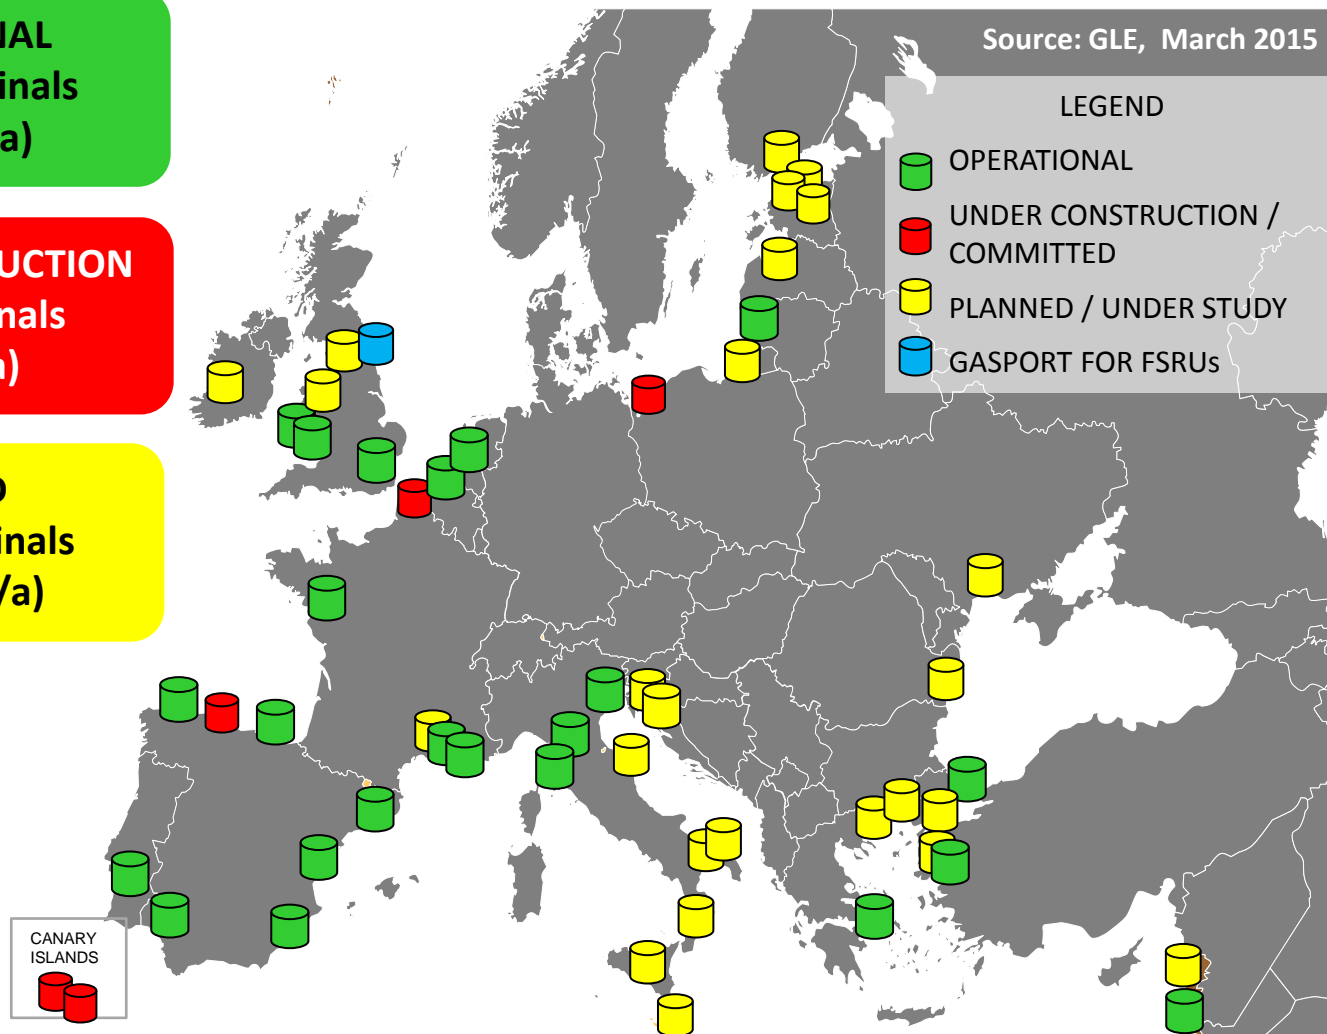 NAL
inals
a)
UCTION
nals
inals
/a)
Source: GLE, March 2015
LEGEND
OPERATIONAL
UNDER CONSTRUCTION /
COMMITTED
PLANNED / UNDER STUDY
GASPORT FOR FSRUs
CANARY
ISLANDS